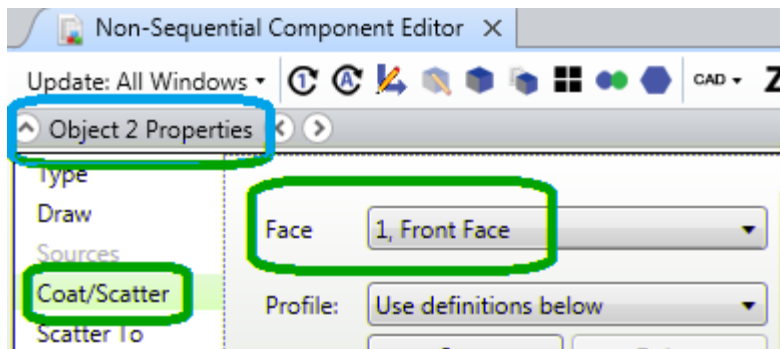 Non-Sequential Component Editor
Update: All Windows CAD
Object 2 Properties
Type
Draw
Face 1, Front Face
Sources
Coat/Scatter
Profile: Use definitions below
Scatter To